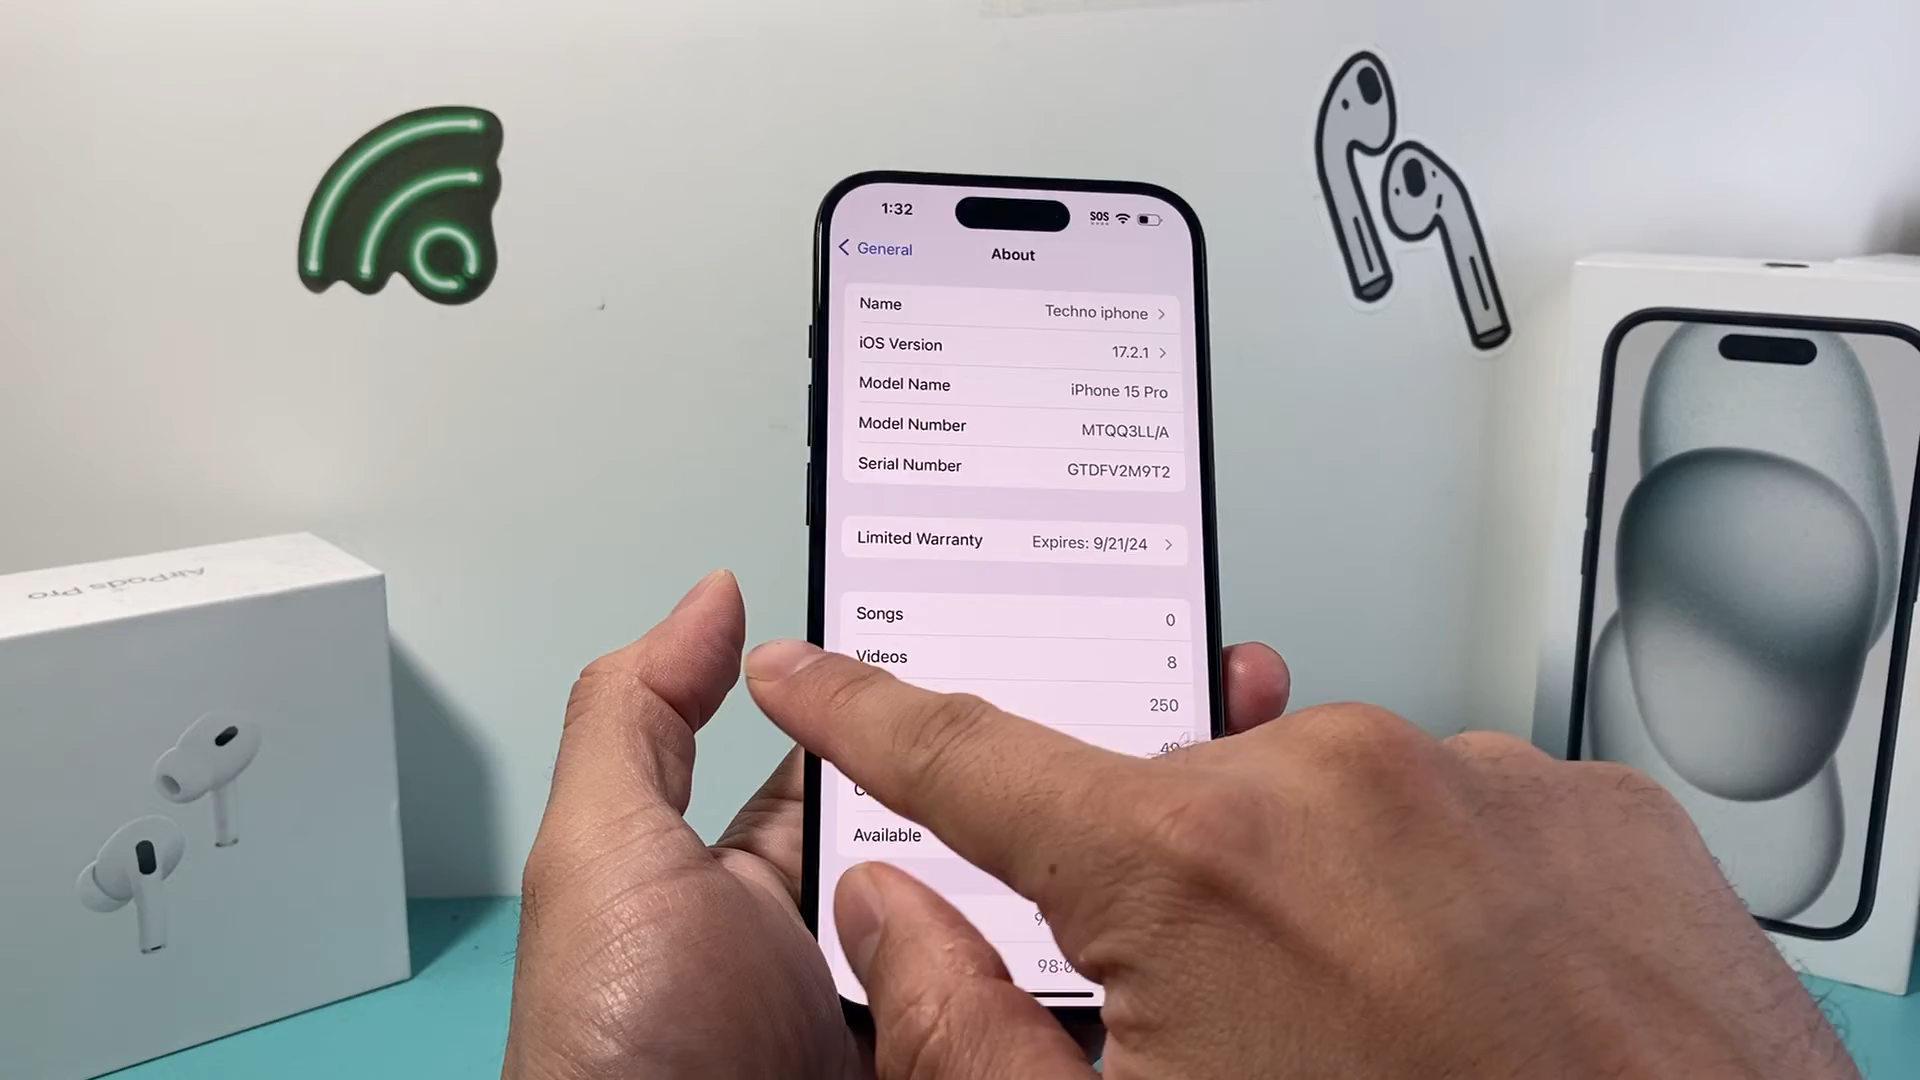 1:32
SOS
General
About
Name Techno iphone
iOS Version 17.2.1
Model Name iPhone 15 Pro
Model Number MTQQ3LL/A
Serial Number GTDFV2M9T2
Limited Warranty Expires: 9/21/24
Songs 0
Videos 8
250
Available
AirPods Pro